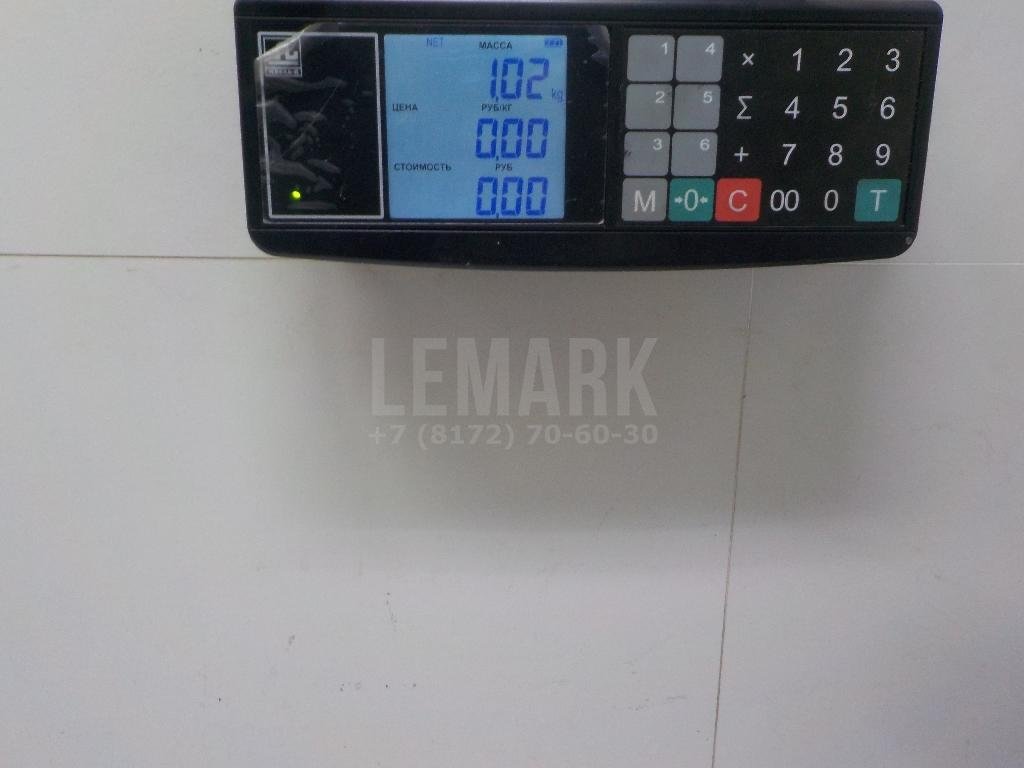 NET МАССА
1,02 kg
ЦЕНА РУБ/КГ
0,00
СТОИМОСТЬ РУБ
0,00
1 4 × 1 2 3
2 5 Σ 4 5 6
3 6 + 7 8 9
M →0← C 00 0 T
LEMARK
+7 (8172) 70-60-30